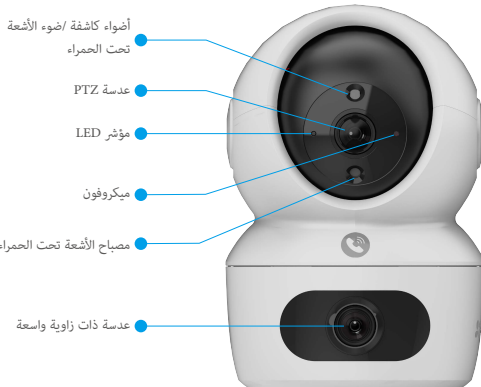 أضواء كاشفة /ضوء الأشعة
تحت الحمراء
عدسة PTZ
مؤشر LED
ميكروفون
مصباح الأشعة تحت الحمراء
عدسة ذات زاوية واسعة